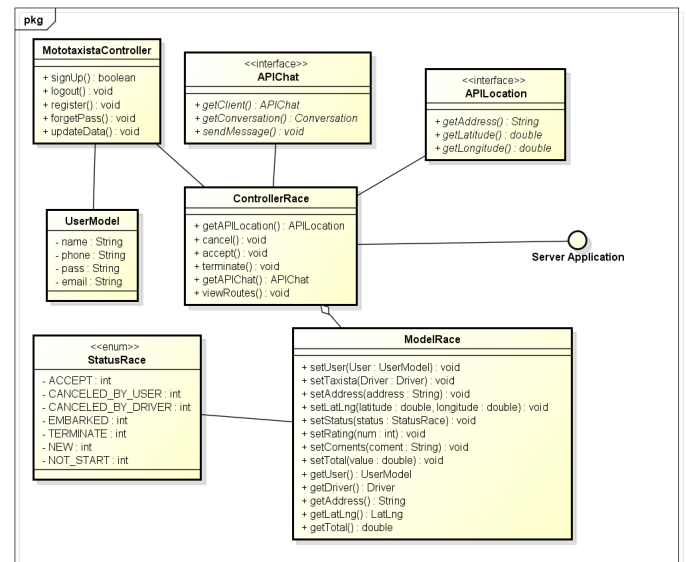 pkg
MototaxistaController
+ signUp() : boolean
+ logout() : void
+ register() : void
+ forgetPass() : void
+ updateData() : void
<<interface>>
APIChat
+ getClient() : APIChat
+ getConversation() : Conversation
+ sendMessage() : void
<<interface>>
APILocation
+ getAddress() : String
+ getLatitude() : double
+ getLongitude() : double
UserModel
- name : String
- phone : String
- pass : String
- email : String
ControllerRace
+ getAPILocation() : APILocation
+ cancel() : void
+ accept() : void
+ terminate() : void
+ getAPIChat() : APIChat
+ viewRoutes() : void
Server Application
<<enum>>
StatusRace
- ACCEPT : int
- CANCELED_BY_USER : int
- CANCELED_BY_DRIVER : int
- EMBARKED : int
- TERMINATE : int
- NEW : int
- NOT_START : int
ModelRace
+ setUser(User : UserModel) : void
+ setTaxista(Driver : Driver) : void
+ setAddress(address : String) : void
+ setLatLng(latitude : double, longitude : double) : void
+ setStatus(status : StatusRace) : void
+ setRating(num : int) : void
+ setComents(coment : String) : void
+ setTotal(value : double) : void
+ getUser() : UserModel
+ getDriver() : Driver
+ getAddress() : String
+ getLatLng() : LatLng
+ getTotal() : double